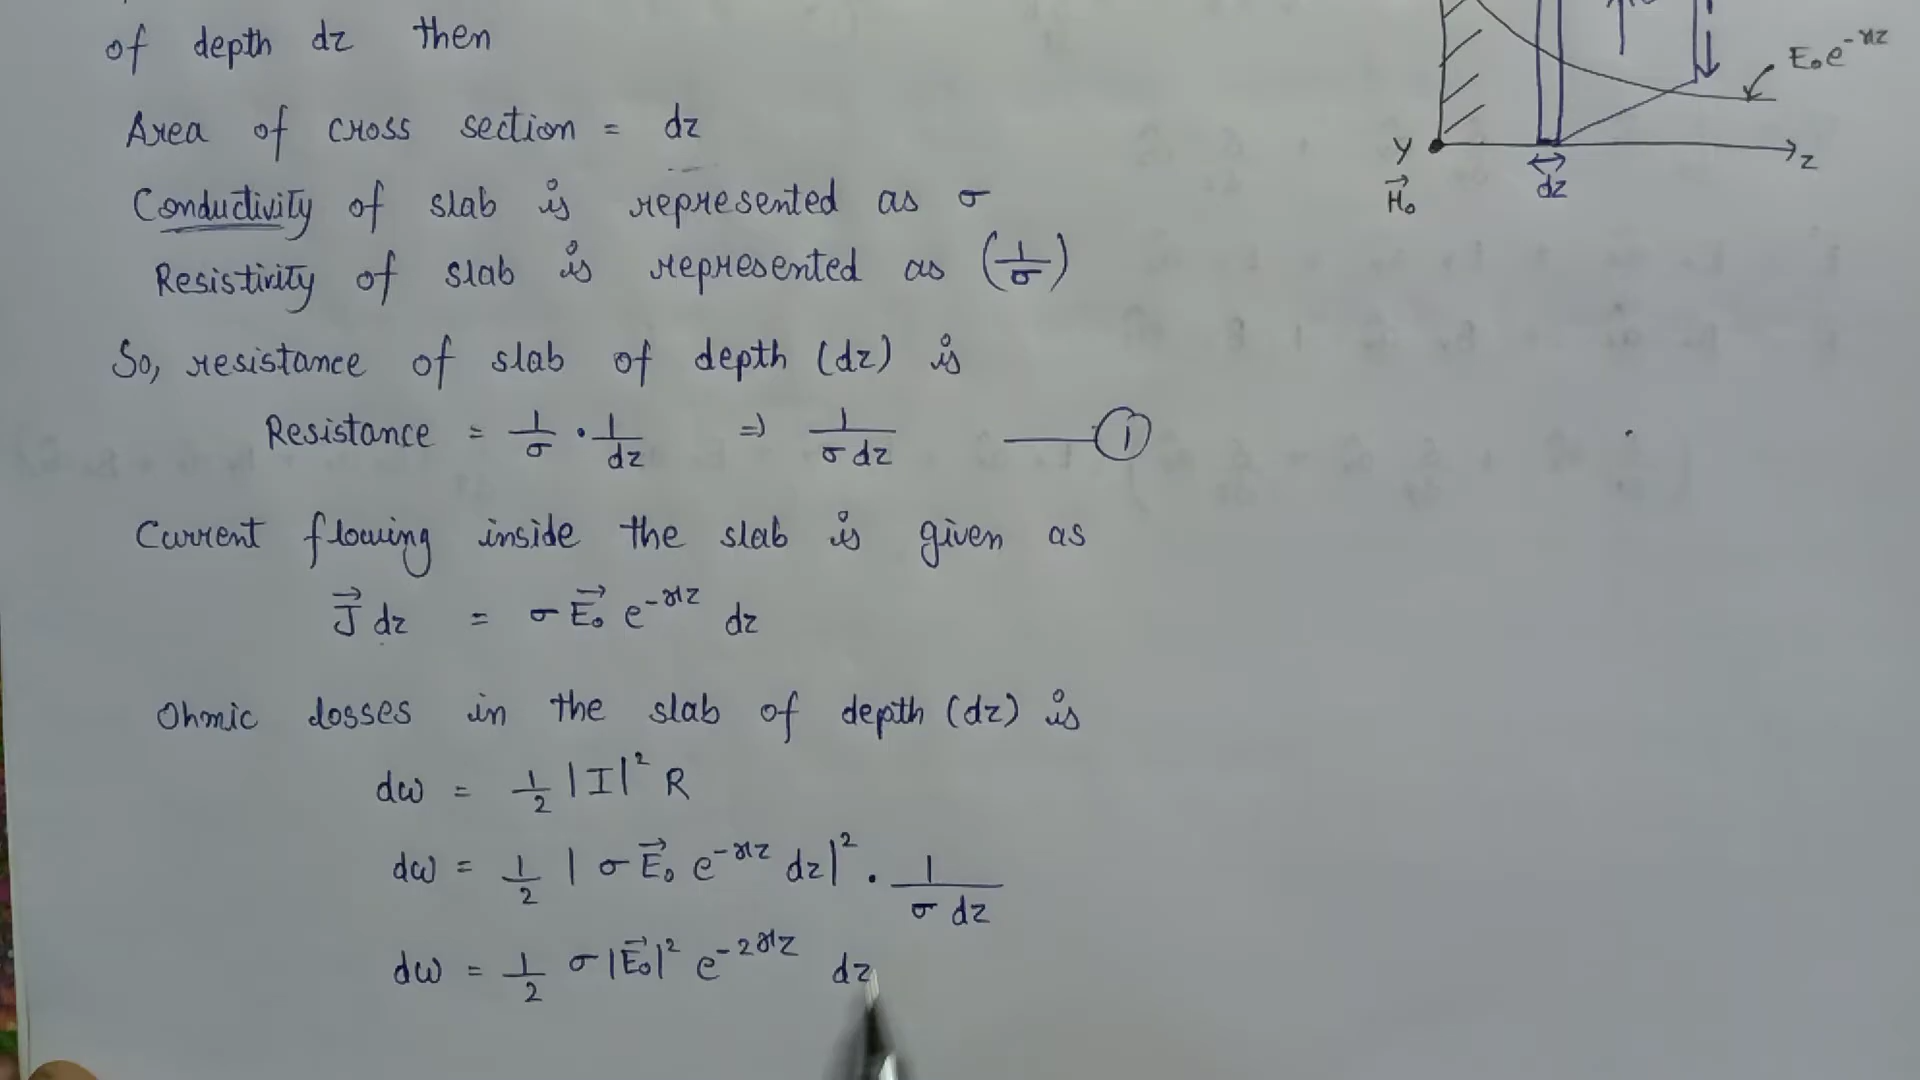 of depth dz then
Area of cross section = dz
Conductivity of slab is represented as σ
Resistivity of slab is represented as (1/σ)
So, resistance of slab of depth (dz) is
Resistance = 1/σ · 1/dz ⇒ 1/(σ dz) —— ①
Current flowing inside the slab is given as
J⃗ dz = σ E⃗₀ e^(-γz) dz
Ohmic losses in the slab of depth (dz) is
dω = 1/2 |I|² R
dω = 1/2 |σ E⃗₀ e^(-γz) dz|² · 1/(σ dz)
dω = 1/2 σ |E⃗₀|² e^(-2γz) dz
E₀e^(-γz)
Y
z
H⃗₀
dz